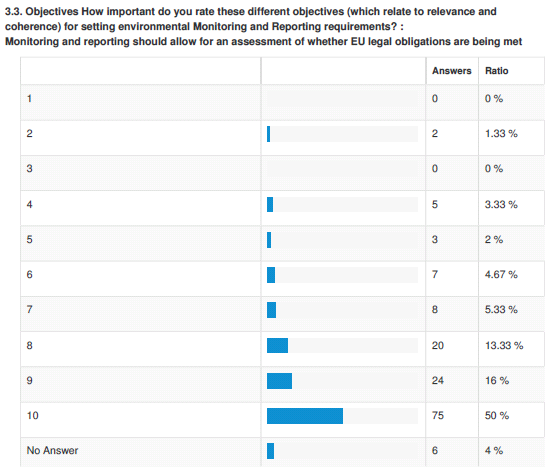 3.3. Objectives How important do you rate these different objectives (which relate to relevance and
coherence) for setting environmental Monitoring and Reporting requirements? :
Monitoring and reporting should allow for an assessment of whether EU legal obligations are being met
Answers Ratio
1 0 0 %
2 2 1.33 %
3 0 0 %
4 5 3.33 %
5 3 2 %
6 7 4.67 %
7 8 5.33 %
8 20 13.33 %
9 24 16 %
10 75 50 %
No Answer 6 4 %